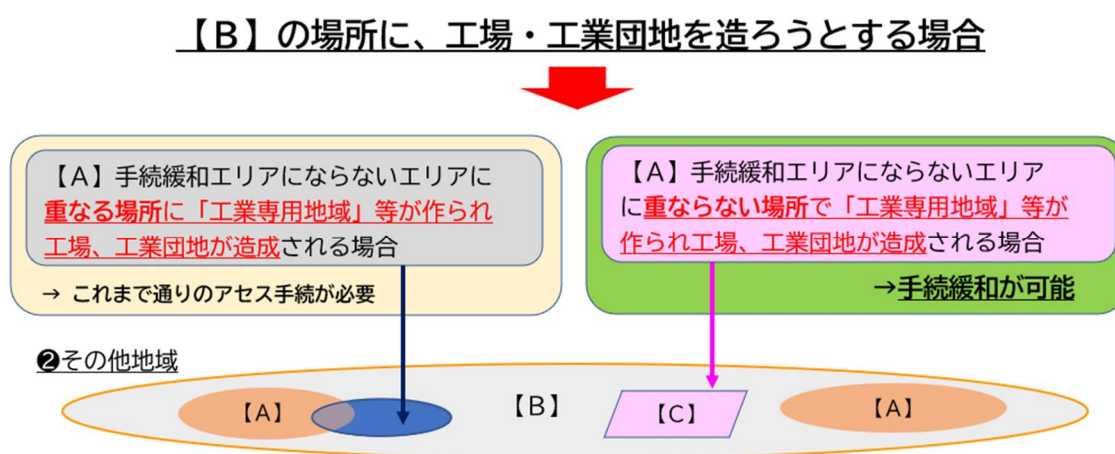 【Ｂ】の場所に、工場・工業団地を造ろうとする場合
【Ａ】手続緩和エリアにならないエリアに
重なる場所に「工業専用地域」等が作られ
工場、工業団地が造成される場合
→ これまで通りのアセス手続が必要
【Ａ】手続緩和エリアにならないエリア
に重ならない場所で「工業専用地域」等が
作られ工場、工業団地が造成される場合
→手続緩和が可能
❷その他地域
【Ａ】
【Ｂ】
【Ｃ】
【Ａ】